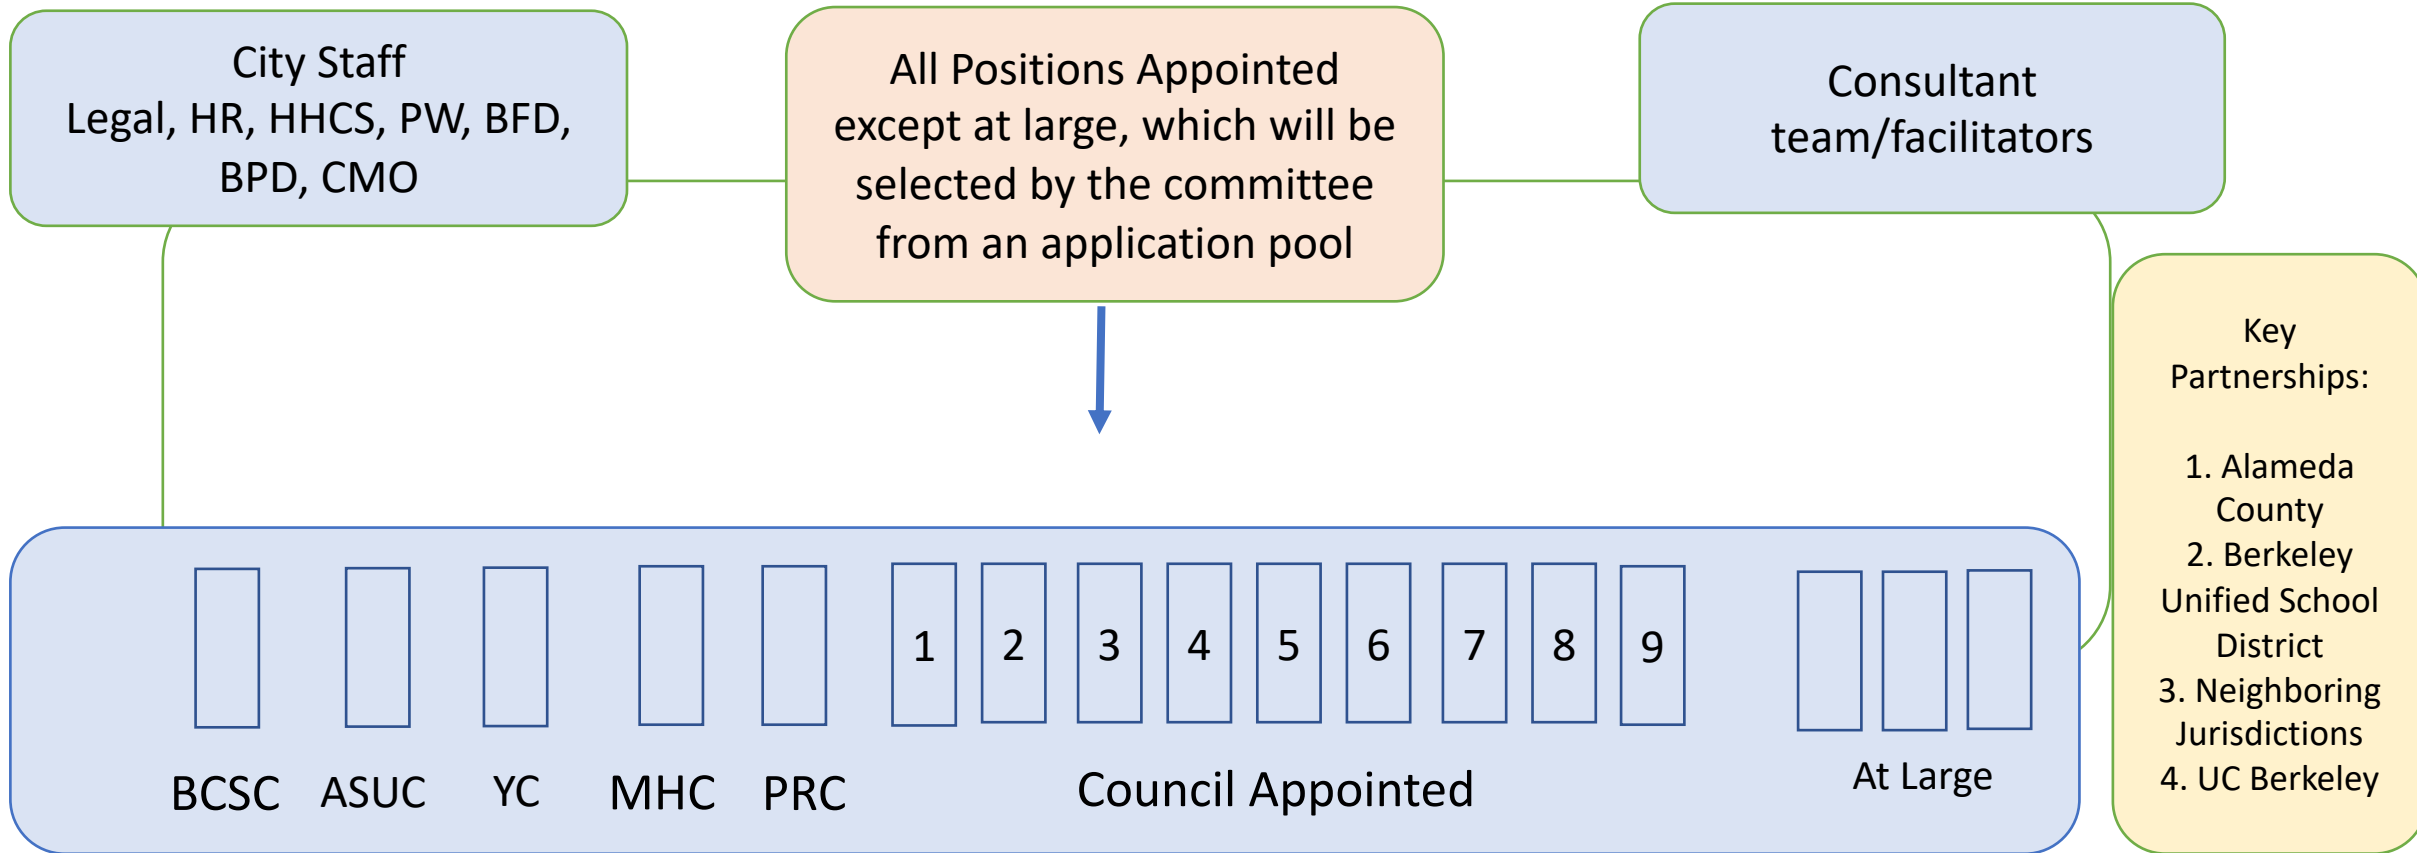 City Staff
Legal, HR, HHCS, PW, BFD,
BPD, CMO
All Positions Appointed
except at large, which will be
selected by the committee
from an application pool
Consultant
team/facilitators
Key
Partnerships:
1. Alameda
County
2. Berkeley
Unified School
District
3. Neighboring
Jurisdictions
4. UC Berkeley
1 2 3 4 5 6 7 8 9
BCSC ASUC YC MHC PRC Council Appointed At Large